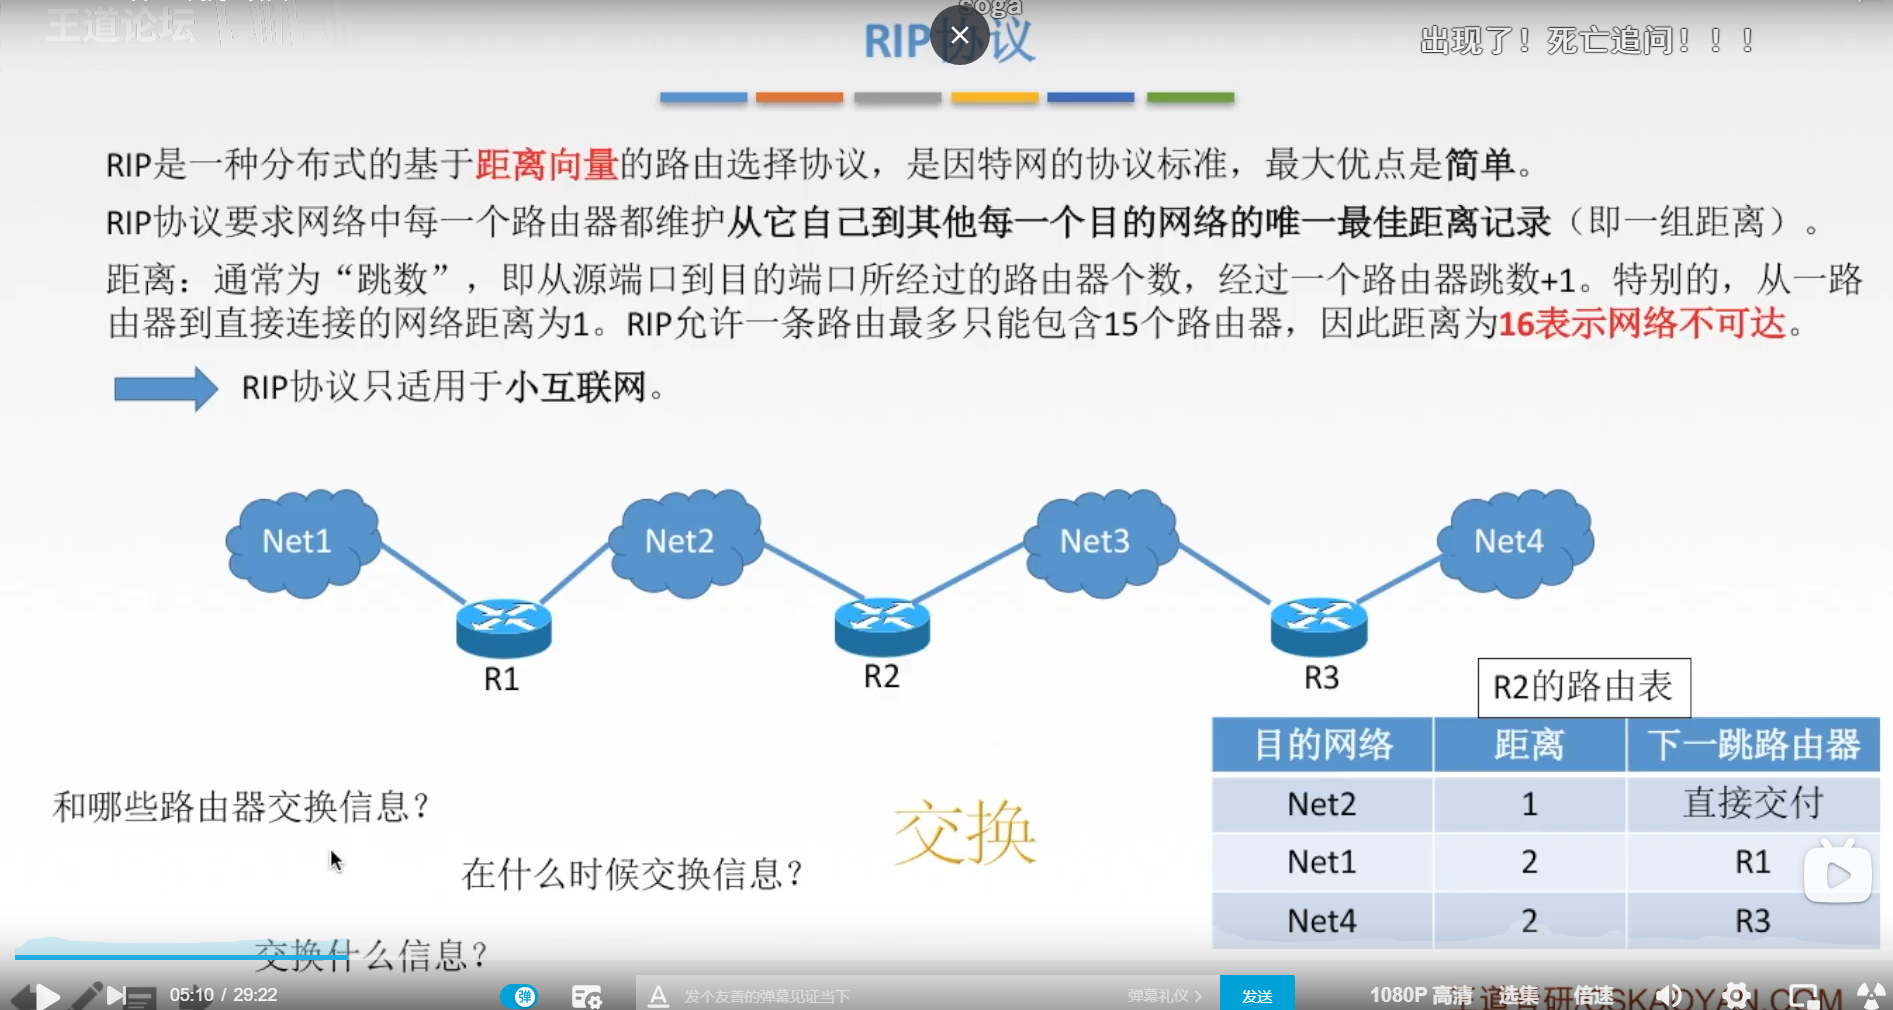 soga
王道论坛
RIP协议
出现了！死亡追问！！！
RIP是一种分布式的基于距离向量的路由选择协议，是因特网的协议标准，最大优点是简单。
RIP协议要求网络中每一个路由器都维护从它自己到其他每一个目的网络的唯一最佳距离记录（即一组距离）。
距离：通常为“跳数”，即从源端口到目的端口所经过的路由器个数，经过一个路由器跳数+1。特别的，从一路
由器到直接连接的网络距离为1。RIP允许一条路由最多只能包含15个路由器，因此距离为16表示网络不可达。
RIP协议只适用于小互联网。
Net1
Net2
Net3
Net4
R1
R2
R3
R2的路由表
目的网络 距离 下一跳路由器
Net2 1 直接交付
Net1 2 R1
Net4 2 R3
和哪些路由器交换信息？
在什么时候交换信息？
交换
交换什么信息？
05:10 / 29:22
弹
发个友善的弹幕见证当下
弹幕礼仪
发送
1080P 高清
选集
倍速
王道考研/CSKAOYAN.COM